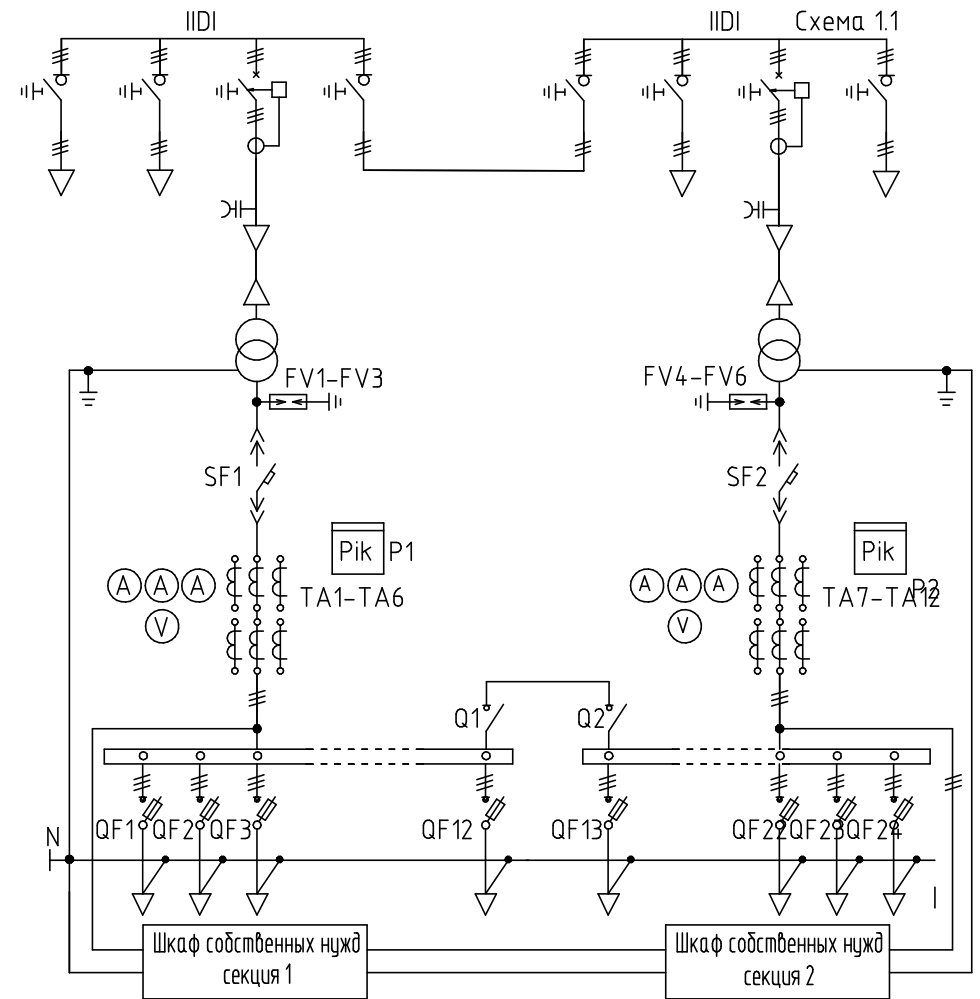 IIDI
IIDI
Схема 1.1
FV1-FV3
FV4-FV6
SF1
SF2
Pik
P1
Pik
P2
A A A
TA1-TA6
A A A
TA7-TA12
V
V
Q1
Q2
QF1 QF2 QF3
QF12
QF13
QF22 QF23 QF24
N
Шкаф собственных нужд
секция 1
Шкаф собственных нужд
секция 2